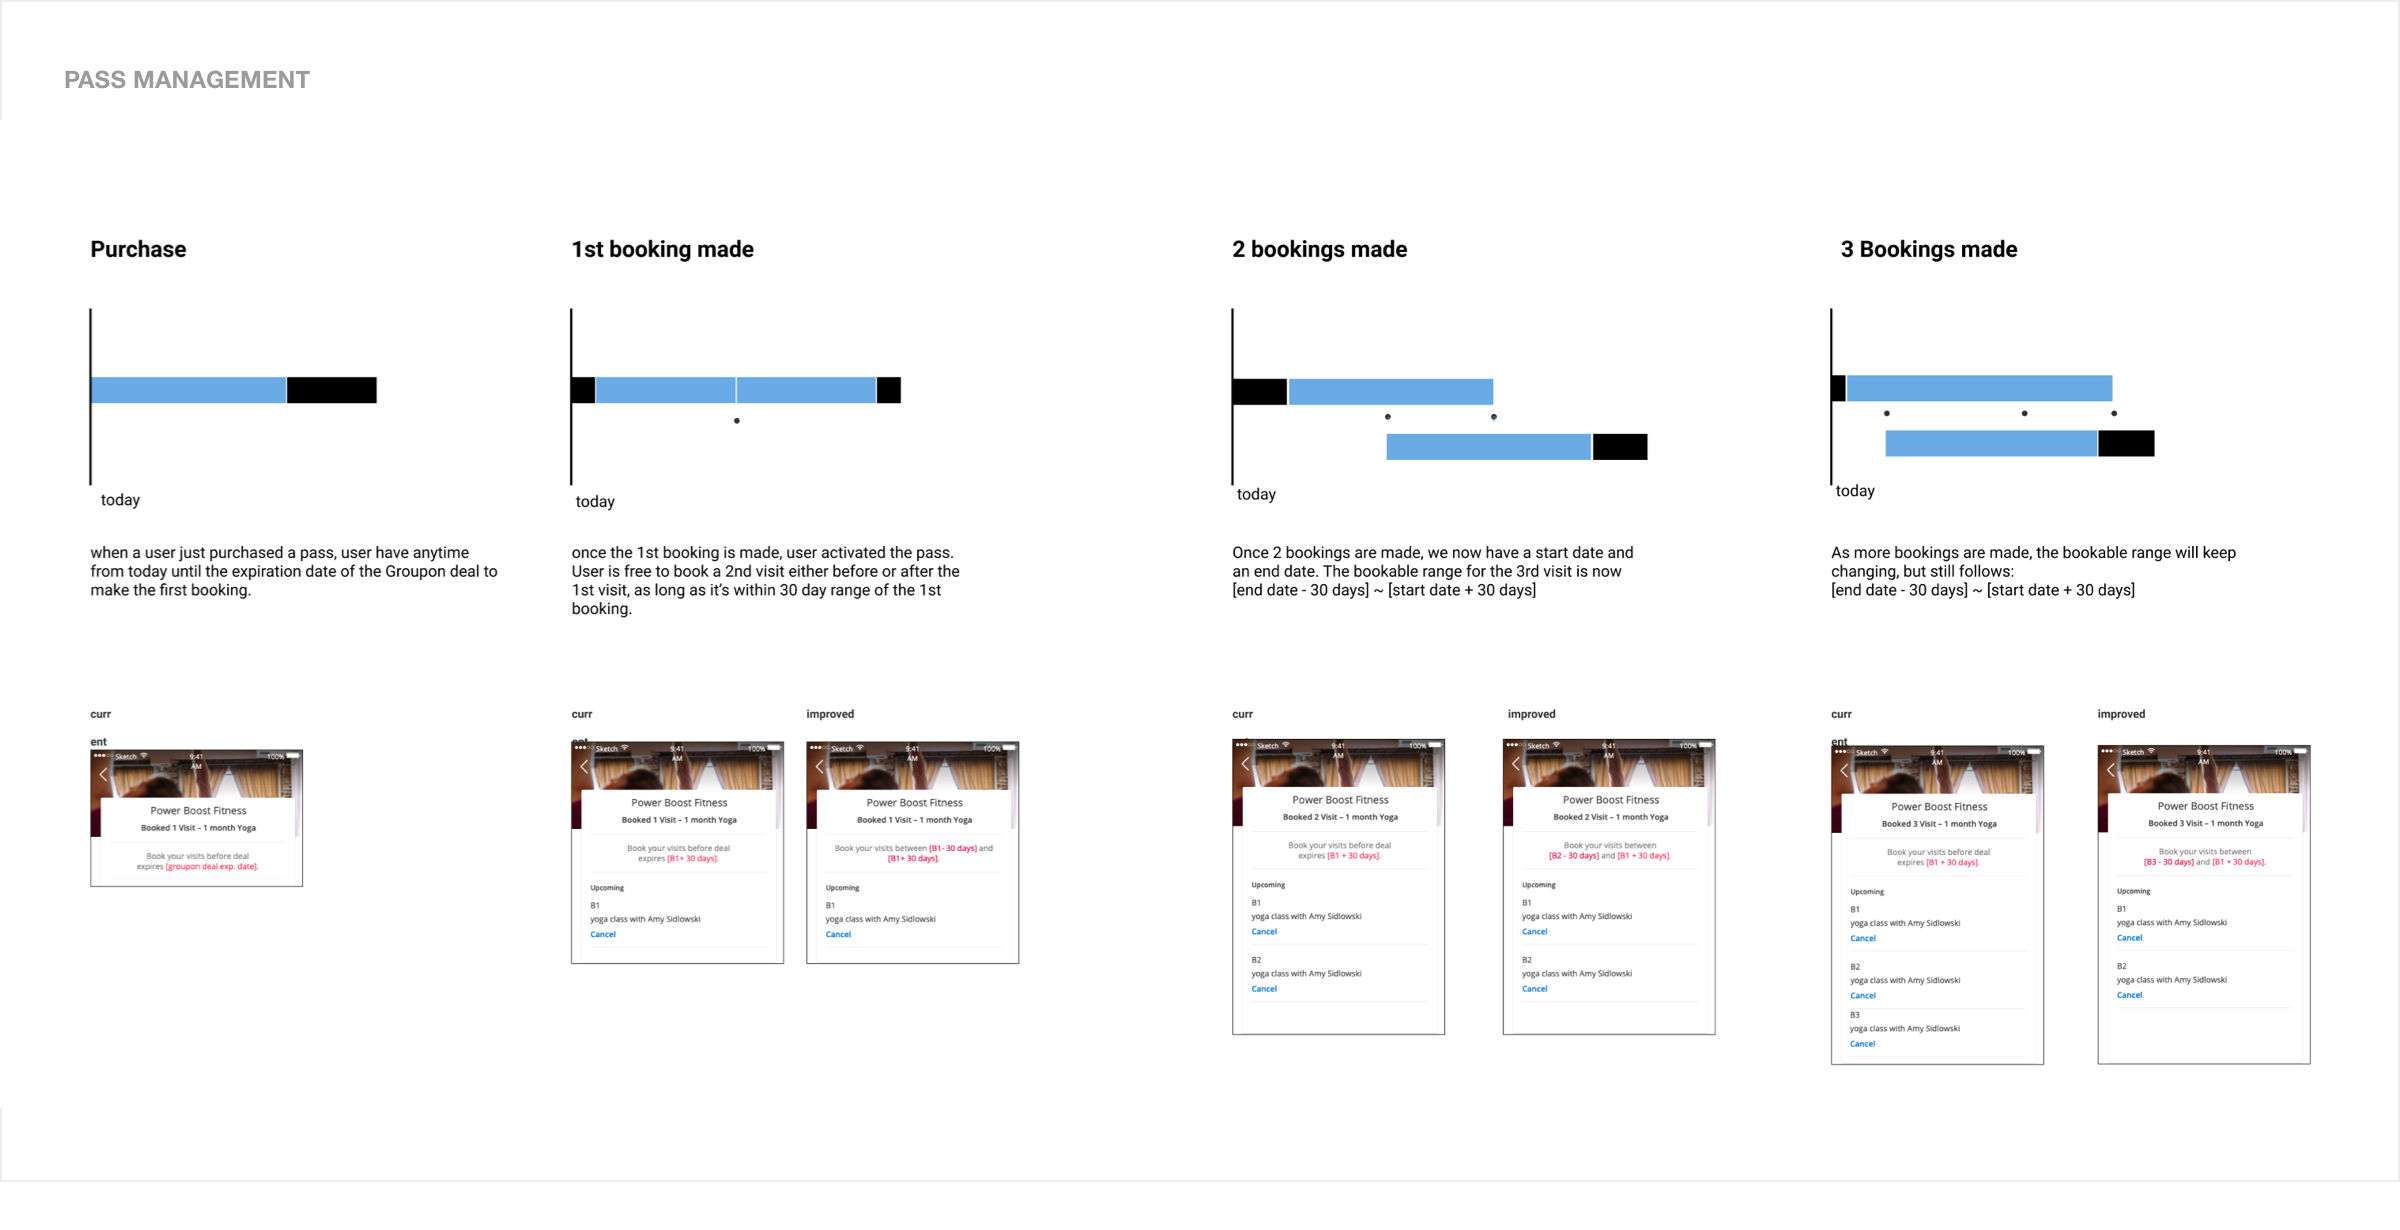 PASS MANAGEMENT
Purchase
today
when a user just purchased a pass, user have anytime
from today until the expiration date of the Groupon deal to
make the first booking.
curr
ent
Sketch 9:41 AM 100%
Power Boost Fitness
Booked 1 Visit – 1 month Yoga
Book your visits before deal
expires [groupon deal exp. date].
1st booking made
today
once the 1st booking is made, user activated the pass.
User is free to book a 2nd visit either before or after the
1st visit, as long as it's within 30 day range of the 1st
booking.
curr
ent
Sketch 9:41 AM 100%
Power Boost Fitness
Booked 1 Visit – 1 month Yoga
Book your visits before deal
expires [B1+ 30 days].
Upcoming
B1
yoga class with Amy Sidlowski
Cancel
improved
Sketch 9:41 AM 100%
Power Boost Fitness
Booked 1 Visit – 1 month Yoga
Book your visits between [B1- 30 days] and
[B1+ 30 days].
Upcoming
B1
yoga class with Amy Sidlowski
Cancel
2 bookings made
today
Once 2 bookings are made, we now have a start date and
an end date. The bookable range for the 3rd visit is now
[end date - 30 days] ~ [start date + 30 days]
curr
Sketch 9:41 AM 100%
Power Boost Fitness
Booked 2 Visit – 1 month Yoga
Book your visits before deal
expires [B1 + 30 days].
Upcoming
B1
yoga class with Amy Sidlowski
Cancel
B2
yoga class with Amy Sidlowski
Cancel
improved
Sketch 9:41 AM 100%
Power Boost Fitness
Booked 2 Visit – 1 month Yoga
Book your visits between
[B2 - 30 days] and [B1 + 30 days].
Upcoming
B1
yoga class with Amy Sidlowski
Cancel
B2
yoga class with Amy Sidlowski
Cancel
3 Bookings made
today
As more bookings are made, the bookable range will keep
changing, but still follows:
[end date - 30 days] ~ [start date + 30 days]
curr
ent
Sketch 9:41 AM 100%
Power Boost Fitness
Booked 3 Visit – 1 month Yoga
Book your visits before deal
expires [B1 + 30 days].
Upcoming
B1
yoga class with Amy Sidlowski
Cancel
B2
yoga class with Amy Sidlowski
Cancel
B3
yoga class with Amy Sidlowski
Cancel
improved
Sketch 9:41 AM 100%
Power Boost Fitness
Booked 3 Visit – 1 month Yoga
Book your visits between
[B3 - 30 days] and [B1 + 30 days].
Upcoming
B1
yoga class with Amy Sidlowski
Cancel
B2
yoga class with Amy Sidlowski
Cancel